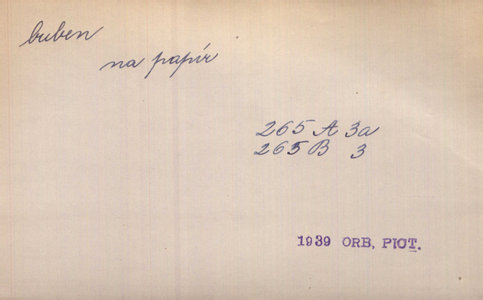 buben
na papír
265 A 3a
265 B 3
1939 ORB. PICT.